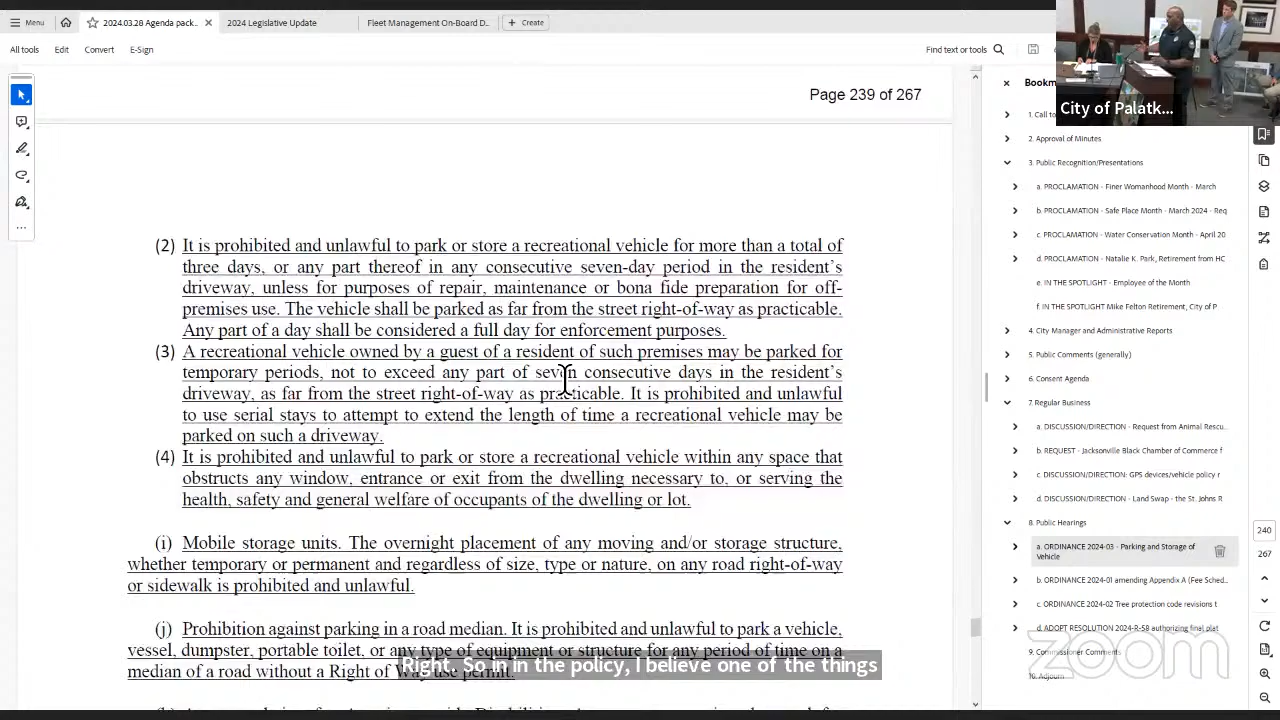 Menu
2024.03.28 Agenda pack...
2024 Legislative Update
Fleet Management On-Board D...
Create
All tools
Edit
Convert
E-Sign
Find text or tools
City of Palatk...
Page 239 of 267
(2) It is prohibited and unlawful to park or store a recreational vehicle for more than a total of
three days, or any part thereof in any consecutive seven-day period in the resident's
driveway, unless for purposes of repair, maintenance or bona fide preparation for off-
premises use. The vehicle shall be parked as far from the street right-of-way as practicable.
Any part of a day shall be considered a full day for enforcement purposes.
(3) A recreational vehicle owned by a guest of a resident of such premises may be parked for
temporary periods, not to exceed any part of seven consecutive days in the resident's
driveway, as far from the street right-of-way as practicable. It is prohibited and unlawful
to use serial stays to attempt to extend the length of time a recreational vehicle may be
parked on such a driveway.
(4) It is prohibited and unlawful to park or store a recreational vehicle within any space that
obstructs any window, entrance or exit from the dwelling necessary to, or serving the
health, safety and general welfare of occupants of the dwelling or lot.
(i) Mobile storage units. The overnight placement of any moving and/or storage structure,
whether temporary or permanent and regardless of size, type or nature, on any road right-of-way
or sidewalk is prohibited and unlawful.
(j) Prohibition against parking in a road median. It is prohibited and unlawful to park a vehicle,
vessel, dumpster, portable toilet, or any type of equipment or structure for any period of time on a
median of a road without a Right of Way use permit.
Right. So in in the policy, I believe one of the things
Bookm
1. Call to
2. Approval of Minutes
3. Public Recognition/Presentations
a. PROCLAMATION - Finer Womanhood Month - March
b. PROCLAMATION - Safe Place Month - March 2024 - Req
c. PROCLAMATION - Water Conservation Month - April 20
d. PROCLAMATION - Natalie K. Park, Retirement from HC
e. IN THE SPOTLIGHT - Employee of the Month
f. IN THE SPOTLIGHT Mike Felton Retirement, City of P
4. City Manager and Administrative Reports
5. Public Comments (generally)
6. Consent Agenda
7. Regular Business
a. DISCUSSION/DIRECTION - Request from Animal Rescu...
b. REQUEST - Jacksonville Black Chamber of Commerce f
c. DISCUSSION/DIRECTION: GPS devices/vehicle policy r
d. DISCUSSION/DIRECTION - Land Swap - the St. Johns R
8. Public Hearings
a. ORDINANCE 2024-03 - Parking and Storage of
Vehicle
b. ORDINANCE 2024-01 amending Appendix A (Fee Sched...
c. ORDINANCE 2024-02 Tree protection code revisions t
d. ADOPT RESOLUTION 2024-R-58 authorizing final plat
9. Commissioner Comments
10. Adjourn
240
267
zoom